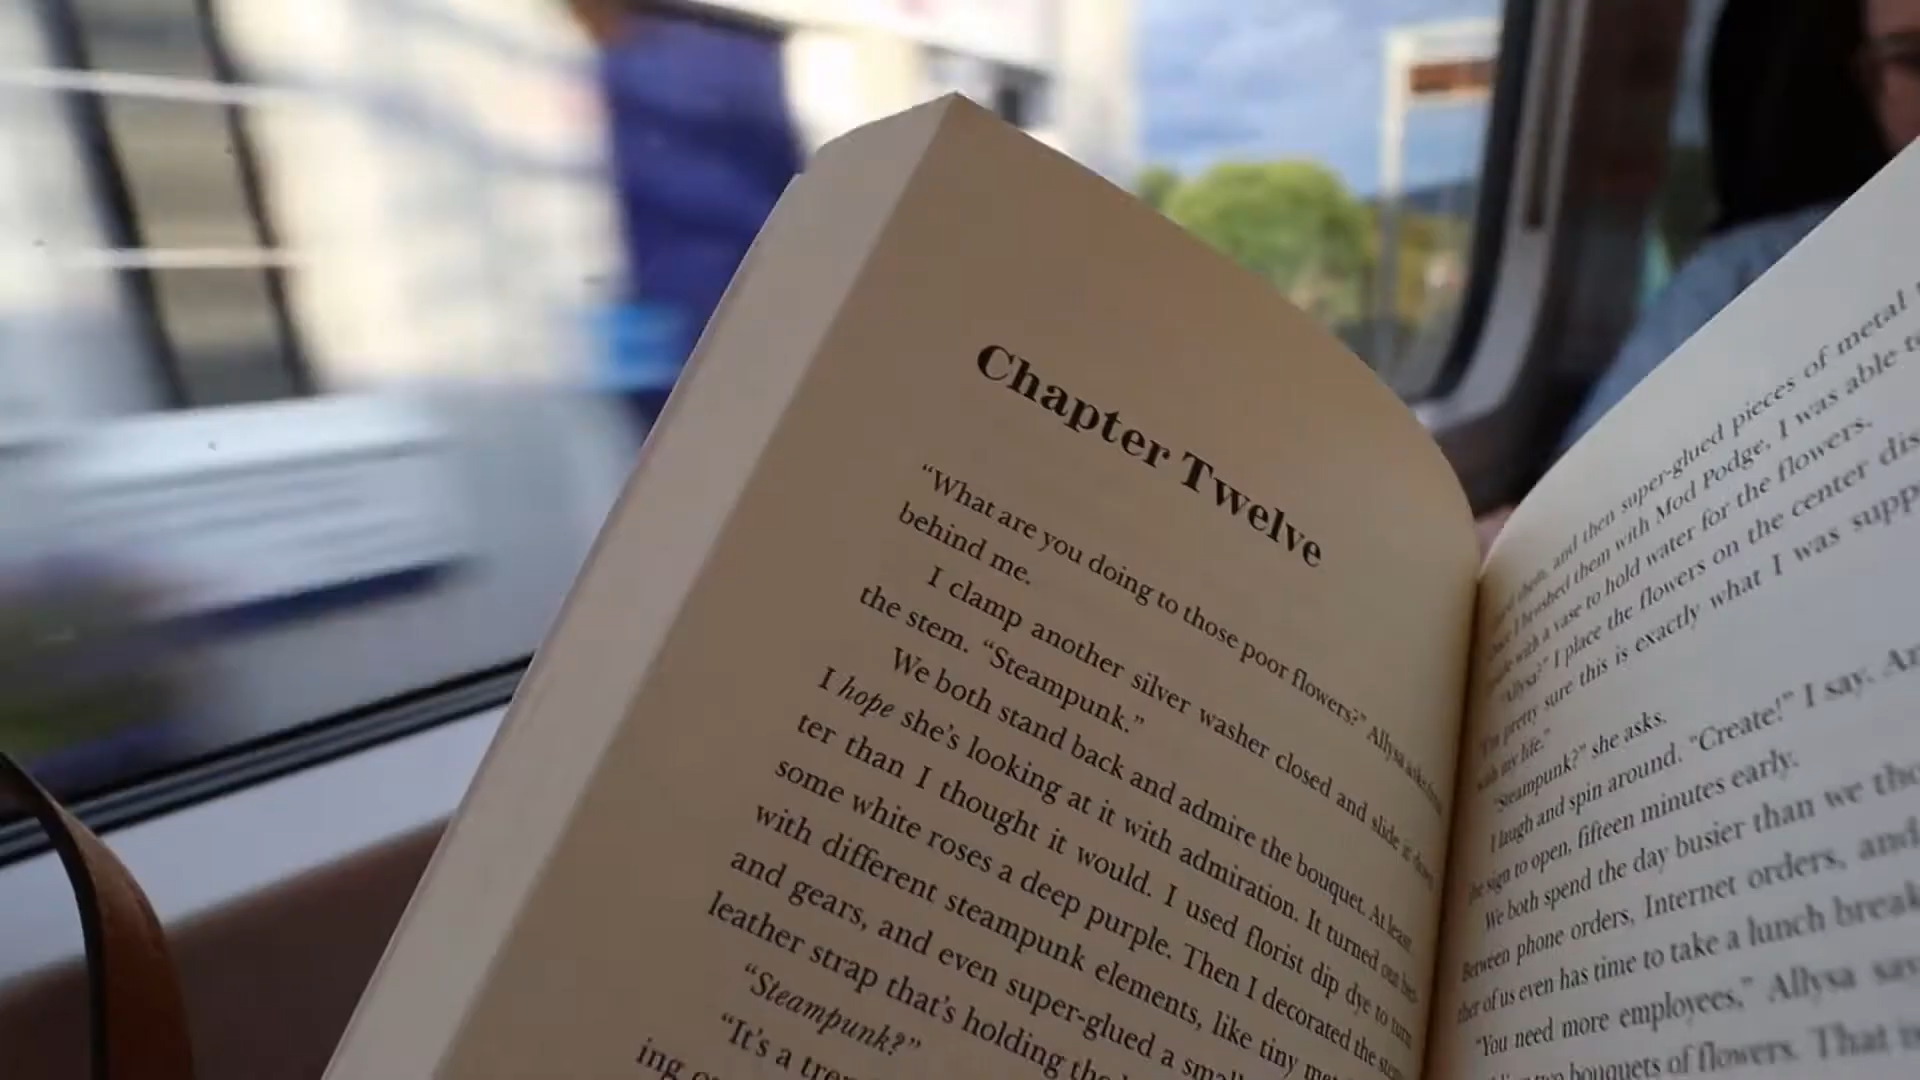 Chapter Twelve
“What are you doing to those poor flowers?” Allysa asks from
behind me.
I clamp another silver washer closed and slide it down
the stem. “Steampunk.”
We both stand back and admire the bouquet. At least
I hope she’s looking at it with admiration. It turned out bet-
ter than I thought it would. I used florist dip dye to turn
some white roses a deep purple. Then I decorated the stems
with different steampunk elements, like tiny metal
and gears, and even super-glued a small
leather strap that’s holding the
“Steampunk?”
“It’s a
ing
and then super-glued pieces of metal
brushed them with Mod Podge, I was able to
with a vase to hold water for the flowers.
“Allysa?” I place the flowers on the center
“I’m pretty sure this is exactly what I was
with my life.”
“Steampunk?” she asks.
I laugh and spin around. “Create!” I say.
the sign to open, fifteen minutes early.
We both spend the day busier than we
Between phone orders, Internet orders, and
ther of us even has time to take a lunch break
“You need more employees,” Allysa
two bouquets of flowers. That